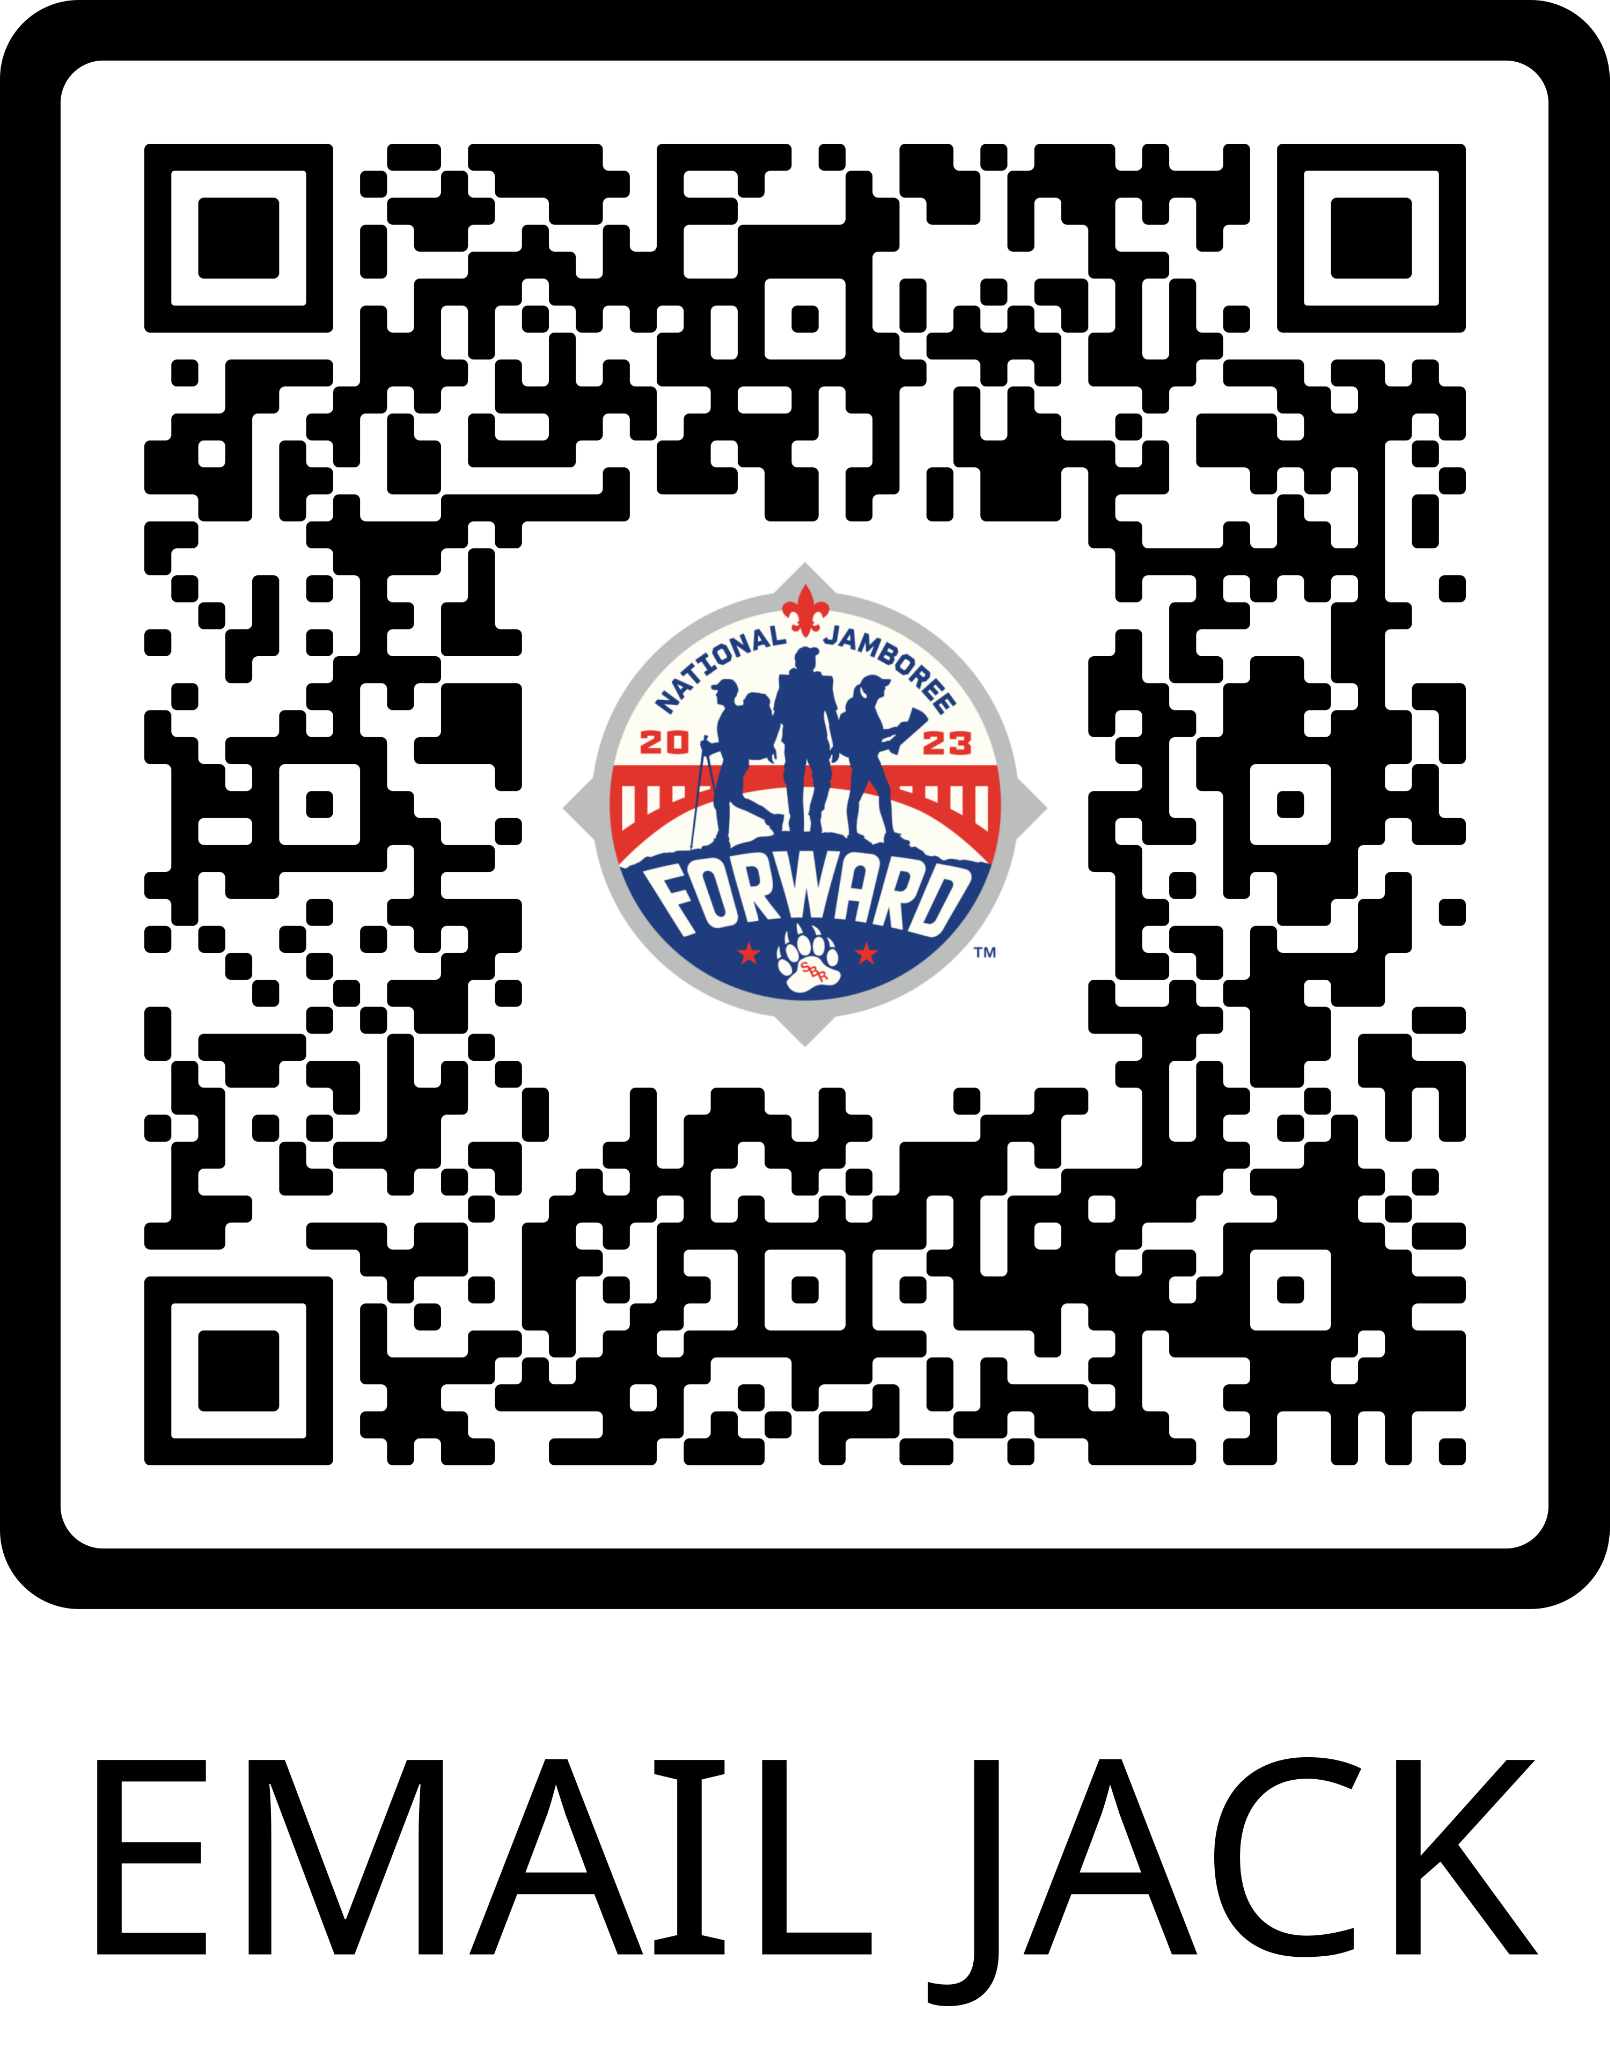 NATIONAL JAMBOREE
20 23
FORWARD
SBR
TM
EMAIL JACK